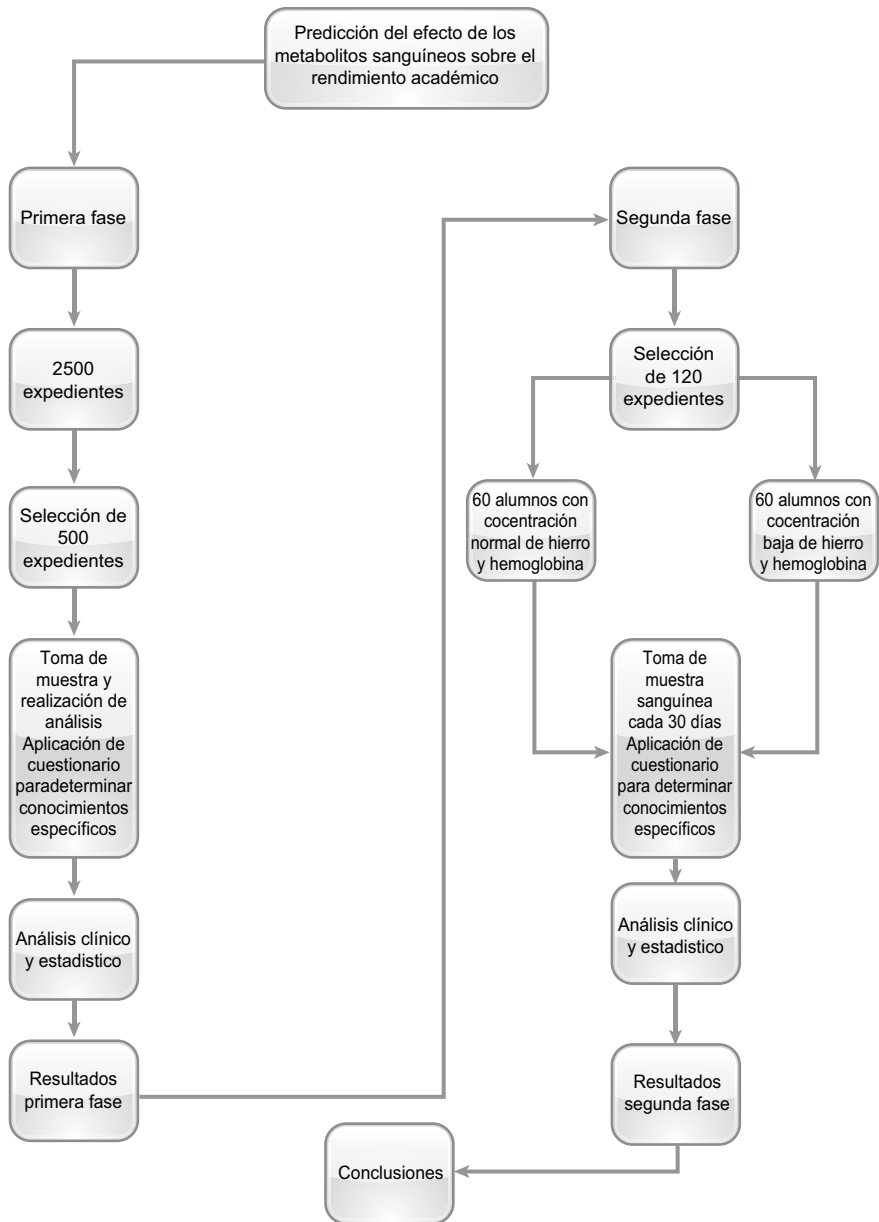 Predicción del efecto de los
metabolitos sanguíneos sobre el
rendimiento académico
Primera fase
2500
expedientes
Selección de
500
expedientes
Toma de
muestra y
realización de
análisis
Aplicación de
cuestionario
paradeterminar
conocimientos
específicos
Análisis clínico
y estadistico
Resultados
primera fase
Segunda fase
Selección
de 120
expedientes
60 alumnos con
cocentración
normal de hierro
y hemoglobina
60 alumnos con
cocentración
baja de hierro
y hemoglobina
Toma de
muestra
sanguínea
cada 30 días
Aplicación de
cuestionario
para determinar
conocimientos
específicos
Análisis clínico
y estadistico
Resultados
segunda fase
Conclusiones